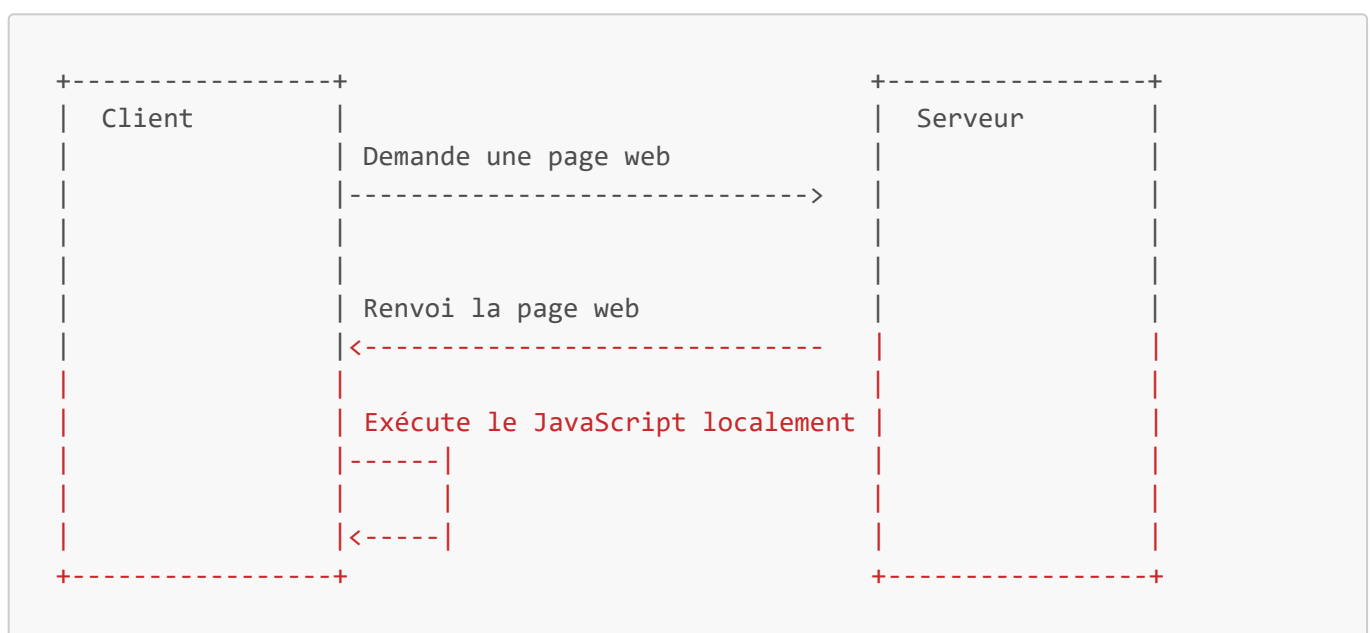 Client Serveur
Demande une page web
Renvoi la page web
Exécute le JavaScript localement